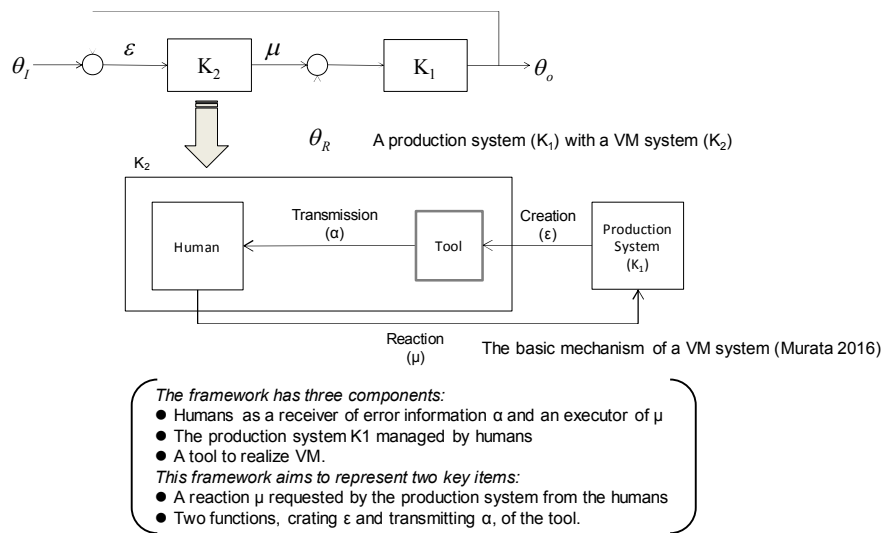 ε
μ
θI
K2
K1
θo
θR
A production system (K1) with a VM system (K2)
K2
Transmission
(α)
Creation
(ε)
Human
Tool
Production
System
(K1)
Reaction
(μ)
The basic mechanism of a VM system (Murata 2016)
The framework has three components:
● Humans as a receiver of error information α and an executor of μ
● The production system K1 managed by humans
● A tool to realize VM.
This framework aims to represent two key items:
● A reaction μ requested by the production system from the humans
● Two functions, crating ε and transmitting α, of the tool.